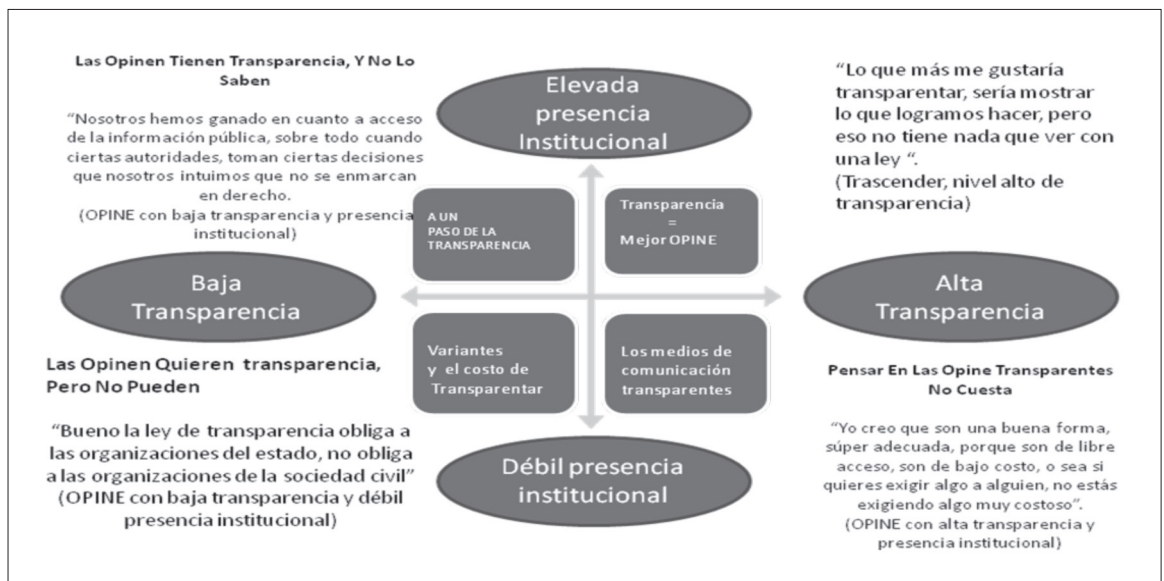 Las Opinen Tienen Transparencia, Y No Lo
Saben
“Nosotros hemos ganado en cuanto a acceso
de la información pública, sobre todo cuando
ciertas autoridades, toman ciertas decisiones
que nosotros intuimos que no se enmarcan
en derecho.
(OPINE con baja transparencia y presencia
institucional)
Elevada
presencia
Institucional
“Lo que más me gustaría
transparentar, sería mostrar
lo que logramos hacer, pero
eso no tiene nada que ver con
una ley “.
(Trascender, nivel alto de
transparencia)
A UN
PASO DE LA
TRANSPARENCIA
Transparencia
=
Mejor OPINE
Baja
Transparencia
Alta
Transparencia
Las Opinen Quieren transparencia,
Pero No Pueden
“Bueno la ley de transparencia obliga a
las organizaciones del estado, no obliga
a las organizaciones de la sociedad civil”
(OPINE con baja transparencia y débil
presencia institucional)
Variantes
y el costo de
Transparentar
Los medios de
comunicación
transparentes
Débil presencia
institucional
Pensar En Las Opine Transparentes
No Cuesta
“Yo creo que son una buena forma,
súper adecuada, porque son de libre
acceso, son de bajo costo, o sea si
quieres exigir algo a alguien, no estás
exigiendo algo muy costoso”.
(OPINE con alta transparencia y
presencia institucional)